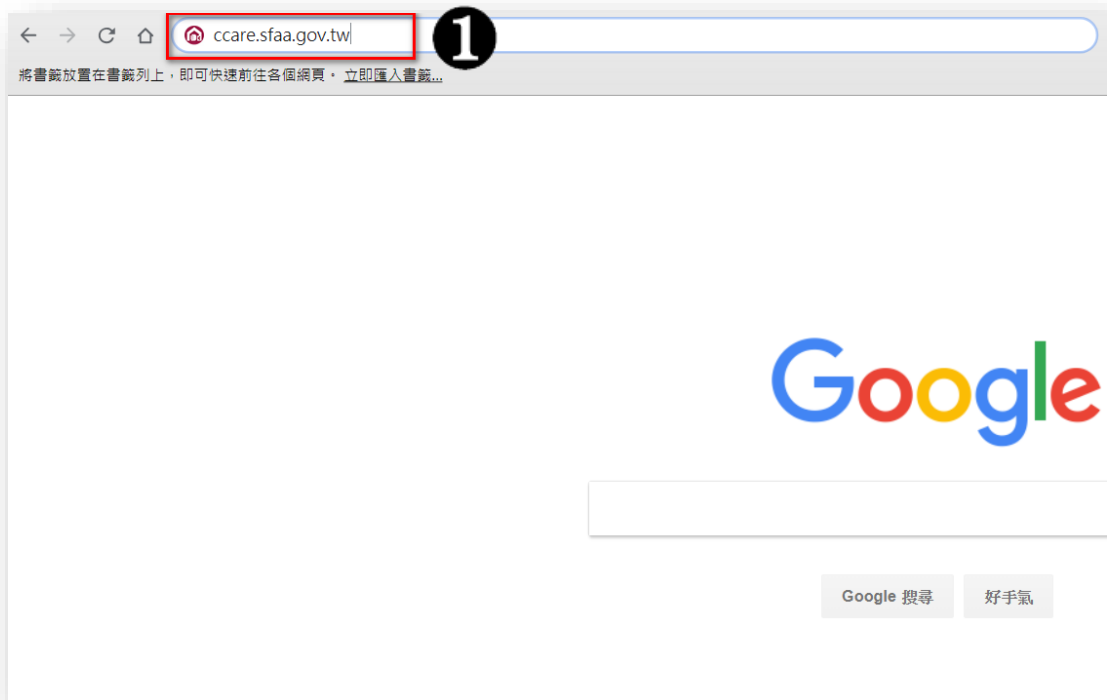 ccare.sfaa.gov.tw
1
將書籤放置在書籤列上，即可快速前往各個網頁。 立即匯入書籤...
Google
Google 搜尋
好手氣